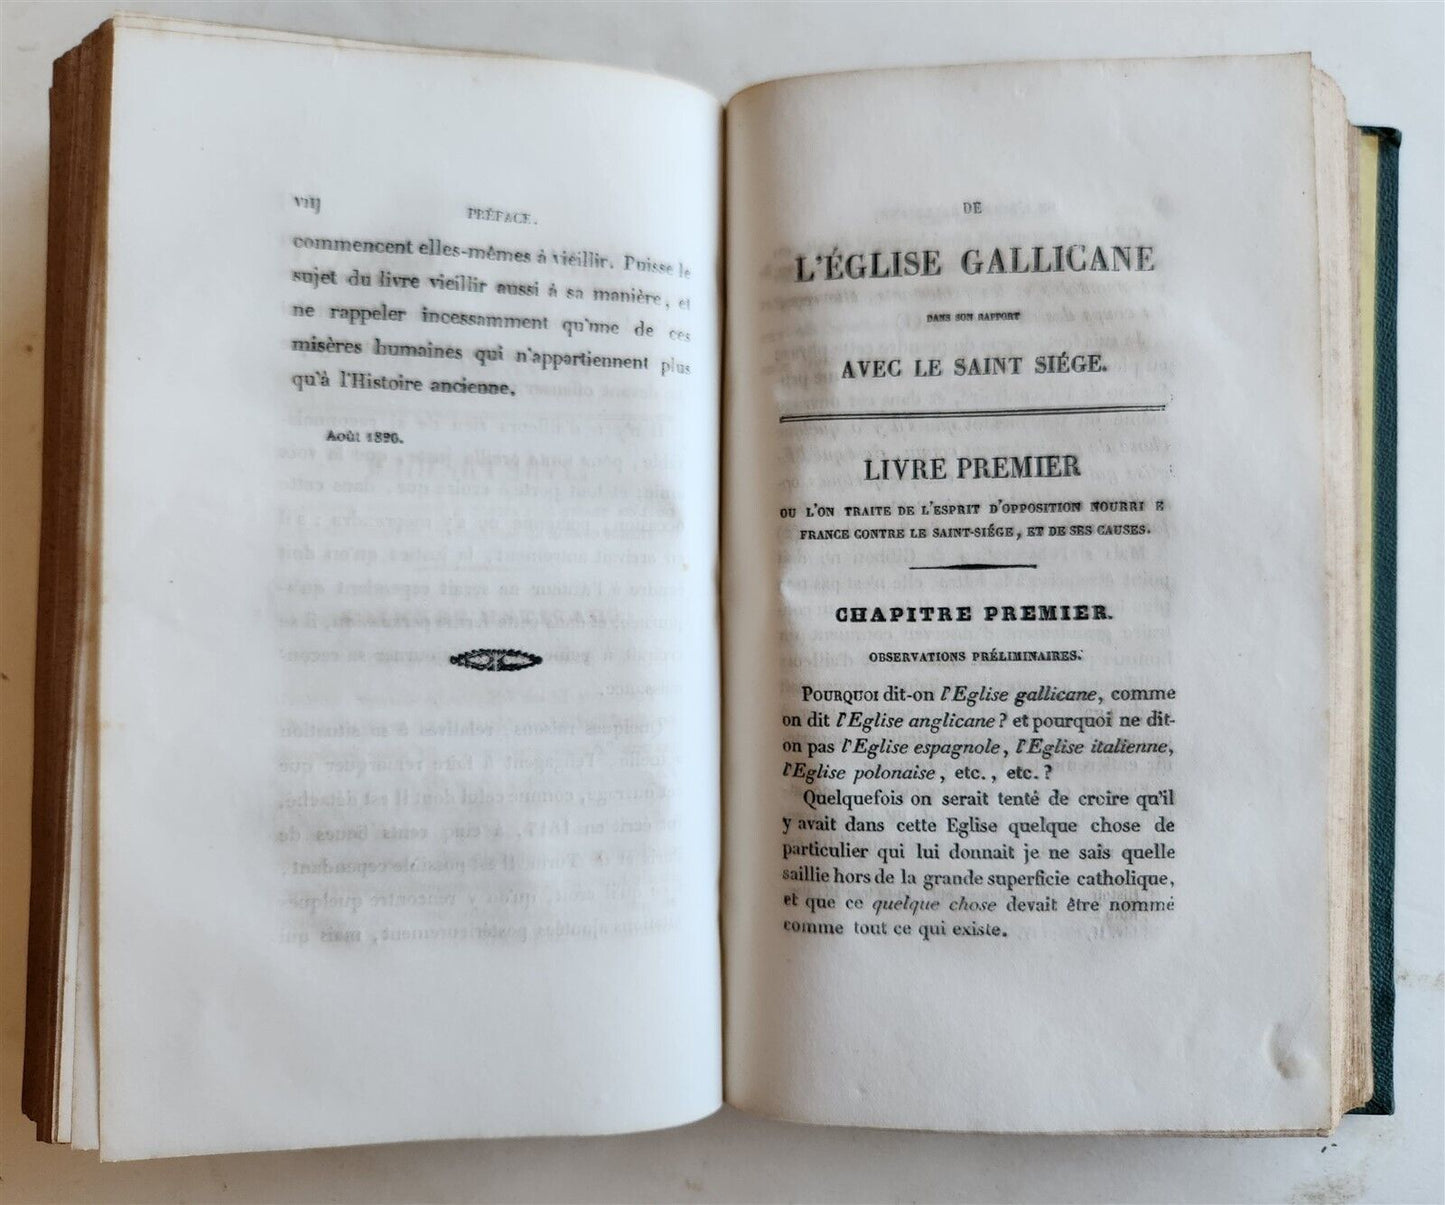 viij
PRÉFACE.
commencent elles-mêmes à vieillir. Puisse le
sujet du livre vieillir aussi à sa manière, et
ne rappeler incessamment qu'une de ces
misères humaines qui n'appartiennent plus
qu'à l'Histoire ancienne.
Août 1820.
DE
L'ÉGLISE GALLICANE
DANS SON RAPPORT
AVEC LE SAINT SIÉGE.
LIVRE PREMIER
OU L'ON TRAITE DE L'ESPRIT D'OPPOSITION NOURRI E
FRANCE CONTRE LE SAINT-SIÉGE, ET DE SES CAUSES.
CHAPITRE PREMIER.
OBSERVATIONS PRÉLIMINAIRES.
POURQUOI dit-on l'Eglise gallicane, comme
on dit l'Eglise anglicane ? et pourquoi ne dit-
on pas l'Eglise espagnole, l'Eglise italienne,
l'Eglise polonaise, etc., etc. ?
Quelquefois on serait tenté de croire qu'il
y avait dans cette Eglise quelque chose de
particulier qui lui donnait je ne sais quelle
saillie hors de la grande superficie catholique,
et que ce quelque chose devait être nommé
comme tout ce qui existe.